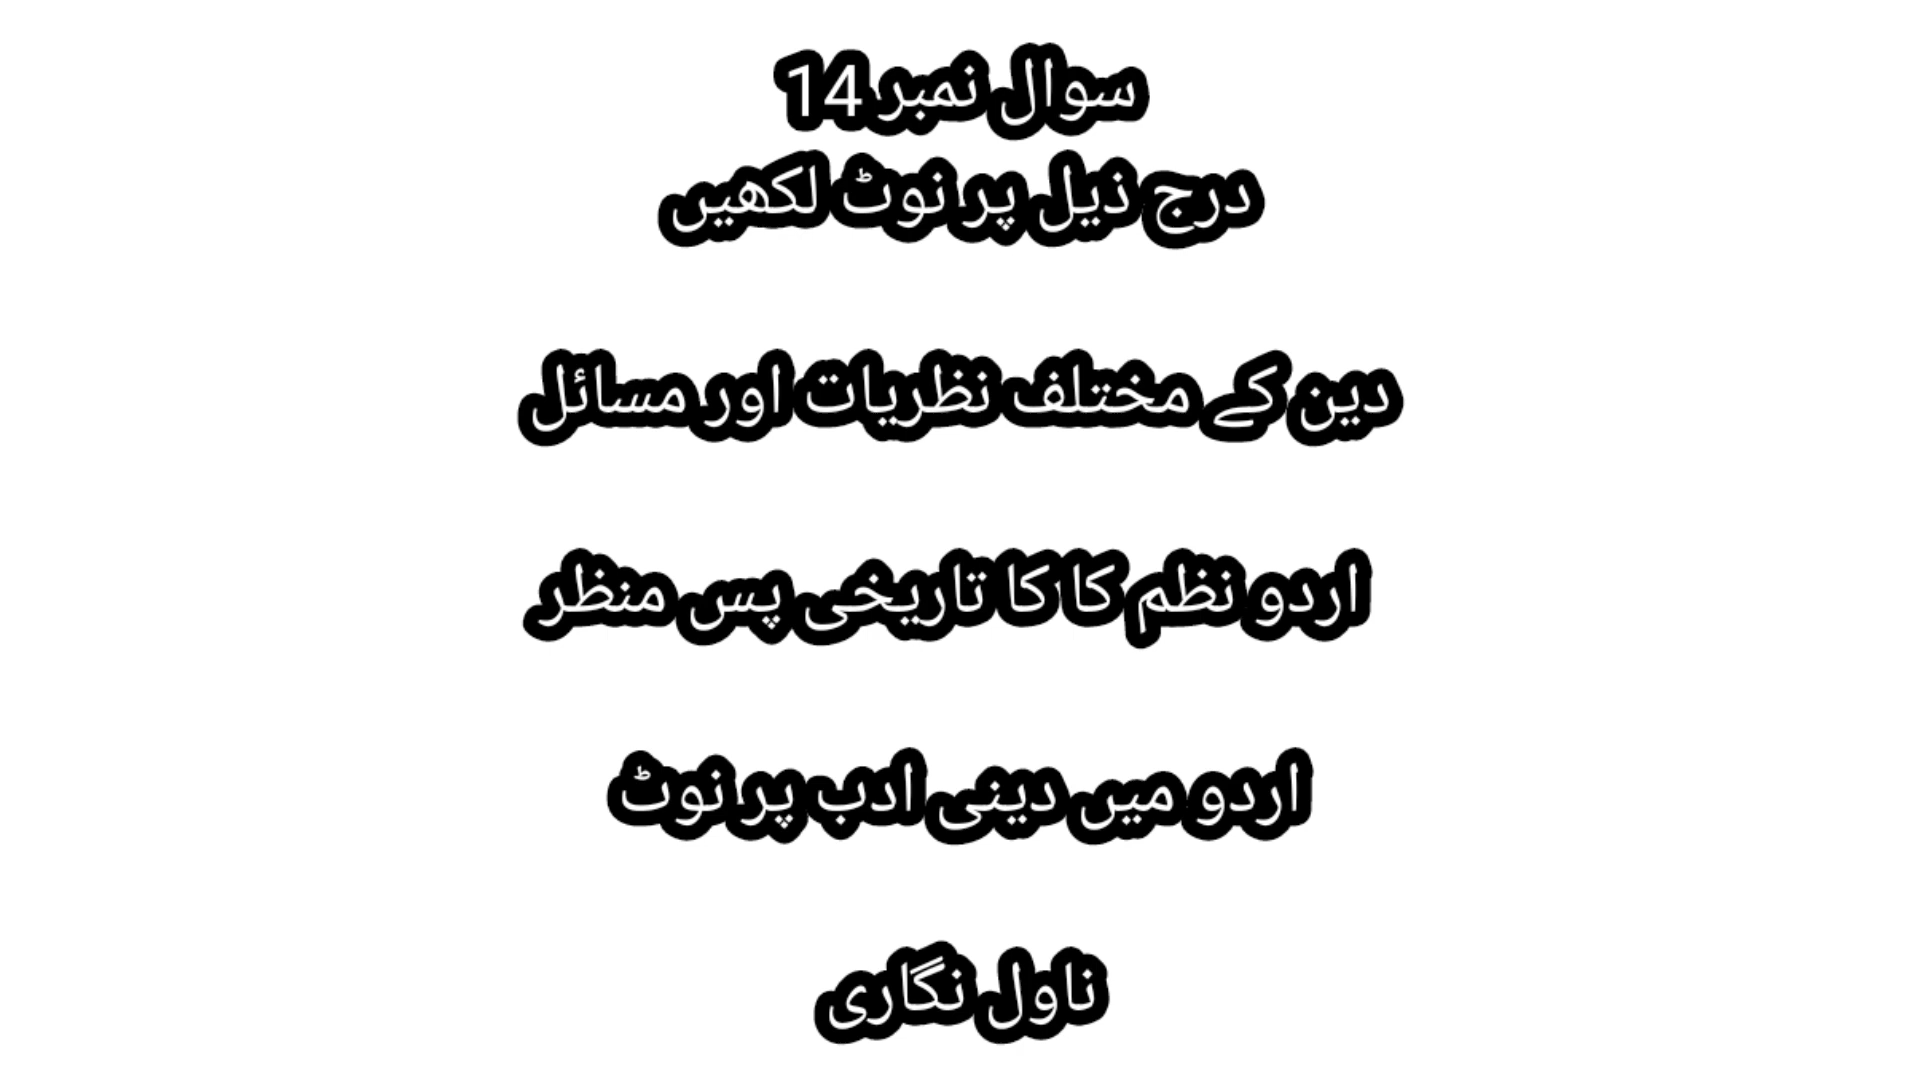 سوال نمبر 14
درج ذیل پر نوٹ لکھیں
دین کے مختلف نظریات اور مسائل
اردو نظم کا کا تاریخی پس منظر
اردو میں دینی ادب پر نوٹ
ناول نگاری